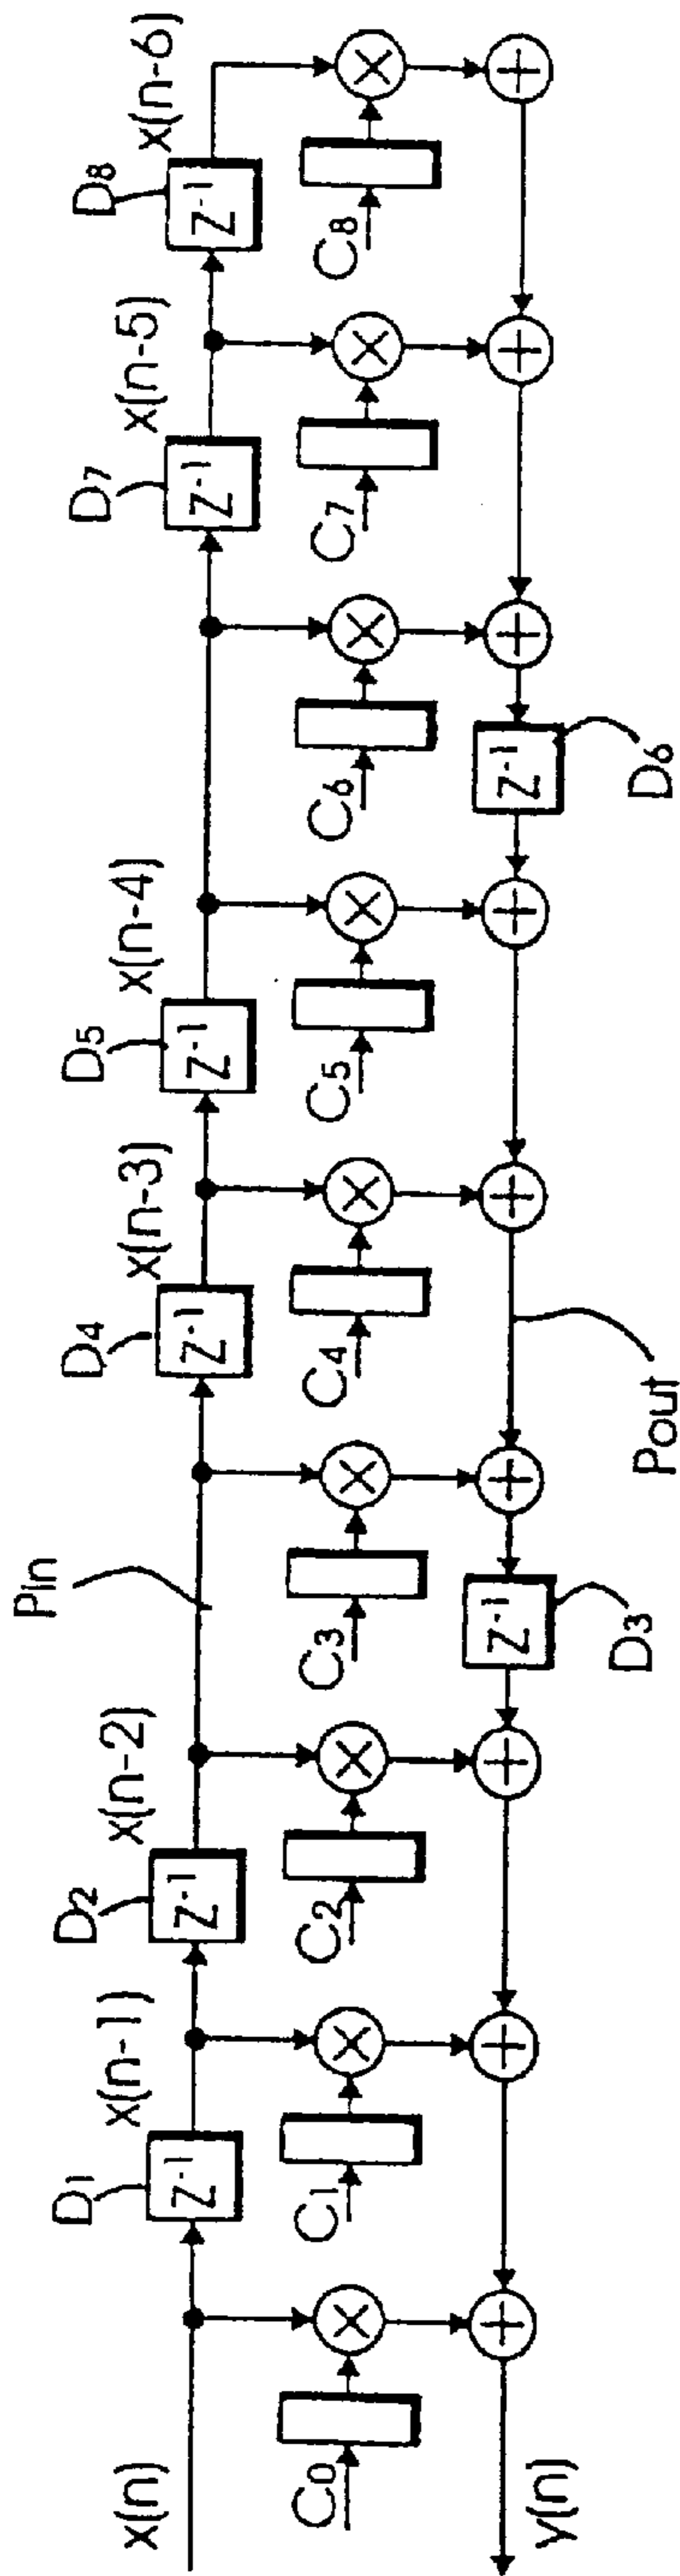 D1 D2 D4 D5 D7 D8
x(n) x(n-1) x(n-2) Pin x(n-3) x(n-4) x(n-5) x(n-6)
Z-1 Z-1 Z-1 Z-1 Z-1 Z-1
C0 C1 C2 C3 C4 C5 C6 C7 C8
Z-1 Z-1
y(n) D3 Pout D6